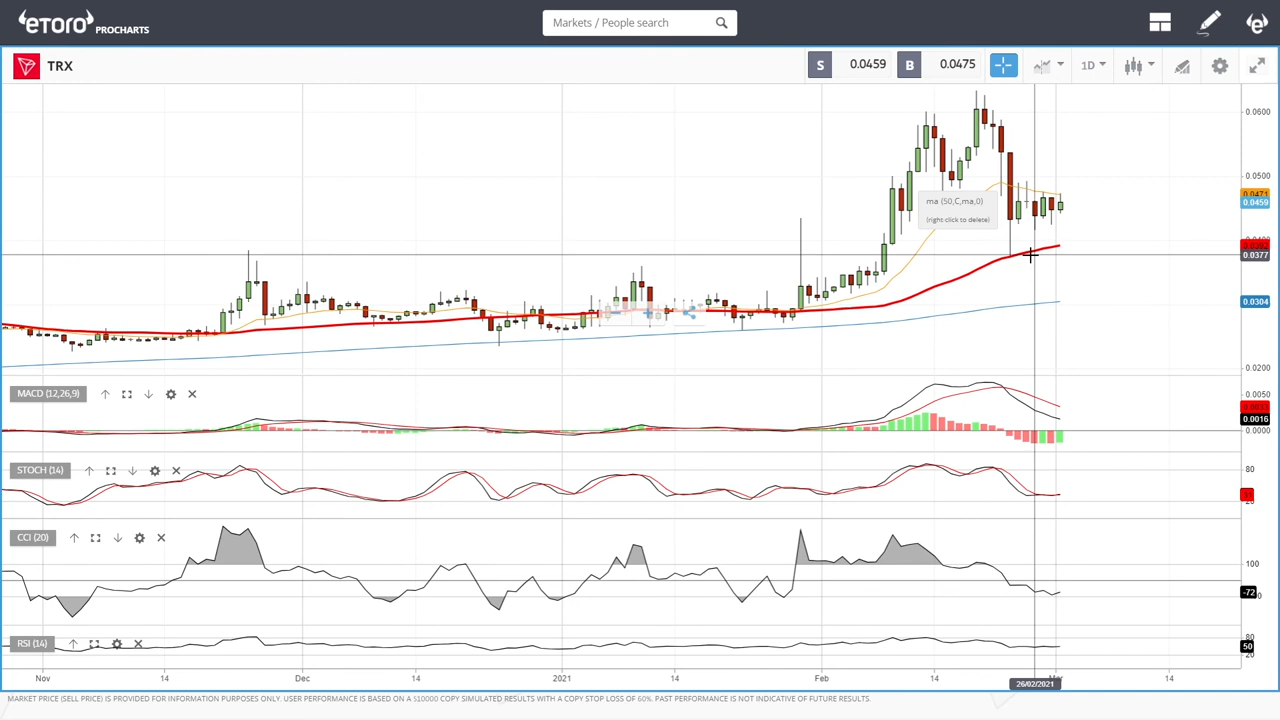 etoro PROCHARTS
Markets / People search
TRX
S 0.0459 B 0.0475
1D
0.0600
0.0500
0.0471
0.0459
ma (50,C,ma,0)
(right click to delete)
0.0377
0.0304
0.0200
MACD (12,26,9)
0.0050
0.0016
0.0000
STOCH (14)
80
CCI (20)
100
-72
RSI (14)
80
50
20
Nov 14 Dec 14 2021 14 Feb 14 14
26/02/2021
MARKET PRICE (SELL PRICE) IS PROVIDED FOR INFORMATION PURPOSES ONLY. USER PERFORMANCE IS BASED ON A $10000 COPY SIMULATED RESULTS WITH A COPY STOP LOSS OF 60%. PAST PERFORMANCE IS NOT INDICATIVE OF FUTURE RESULTS.